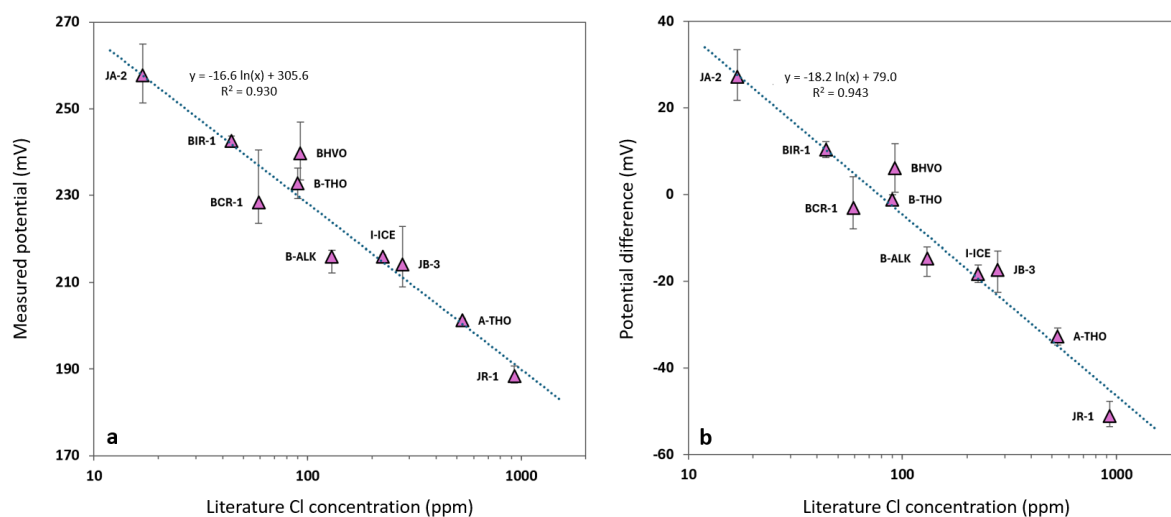 270
250
230
210
190
170
Measured potential (mV)
y = -16.6 ln(x) + 305.6
R² = 0.930
JA-2
BIR-1
BHVO
B-THO
BCR-1
B-ALK
I-ICE
JB-3
A-THO
JR-1
a
10
100
1000
Literature Cl concentration (ppm)
40
20
0
-20
-40
-60
Potential difference (mV)
y = -18.2 ln(x) + 79.0
R² = 0.943
JA-2
BIR-1
BHVO
B-THO
BCR-1
B-ALK
I-ICE
JB-3
A-THO
JR-1
b
10
100
1000
Literature Cl concentration (ppm)